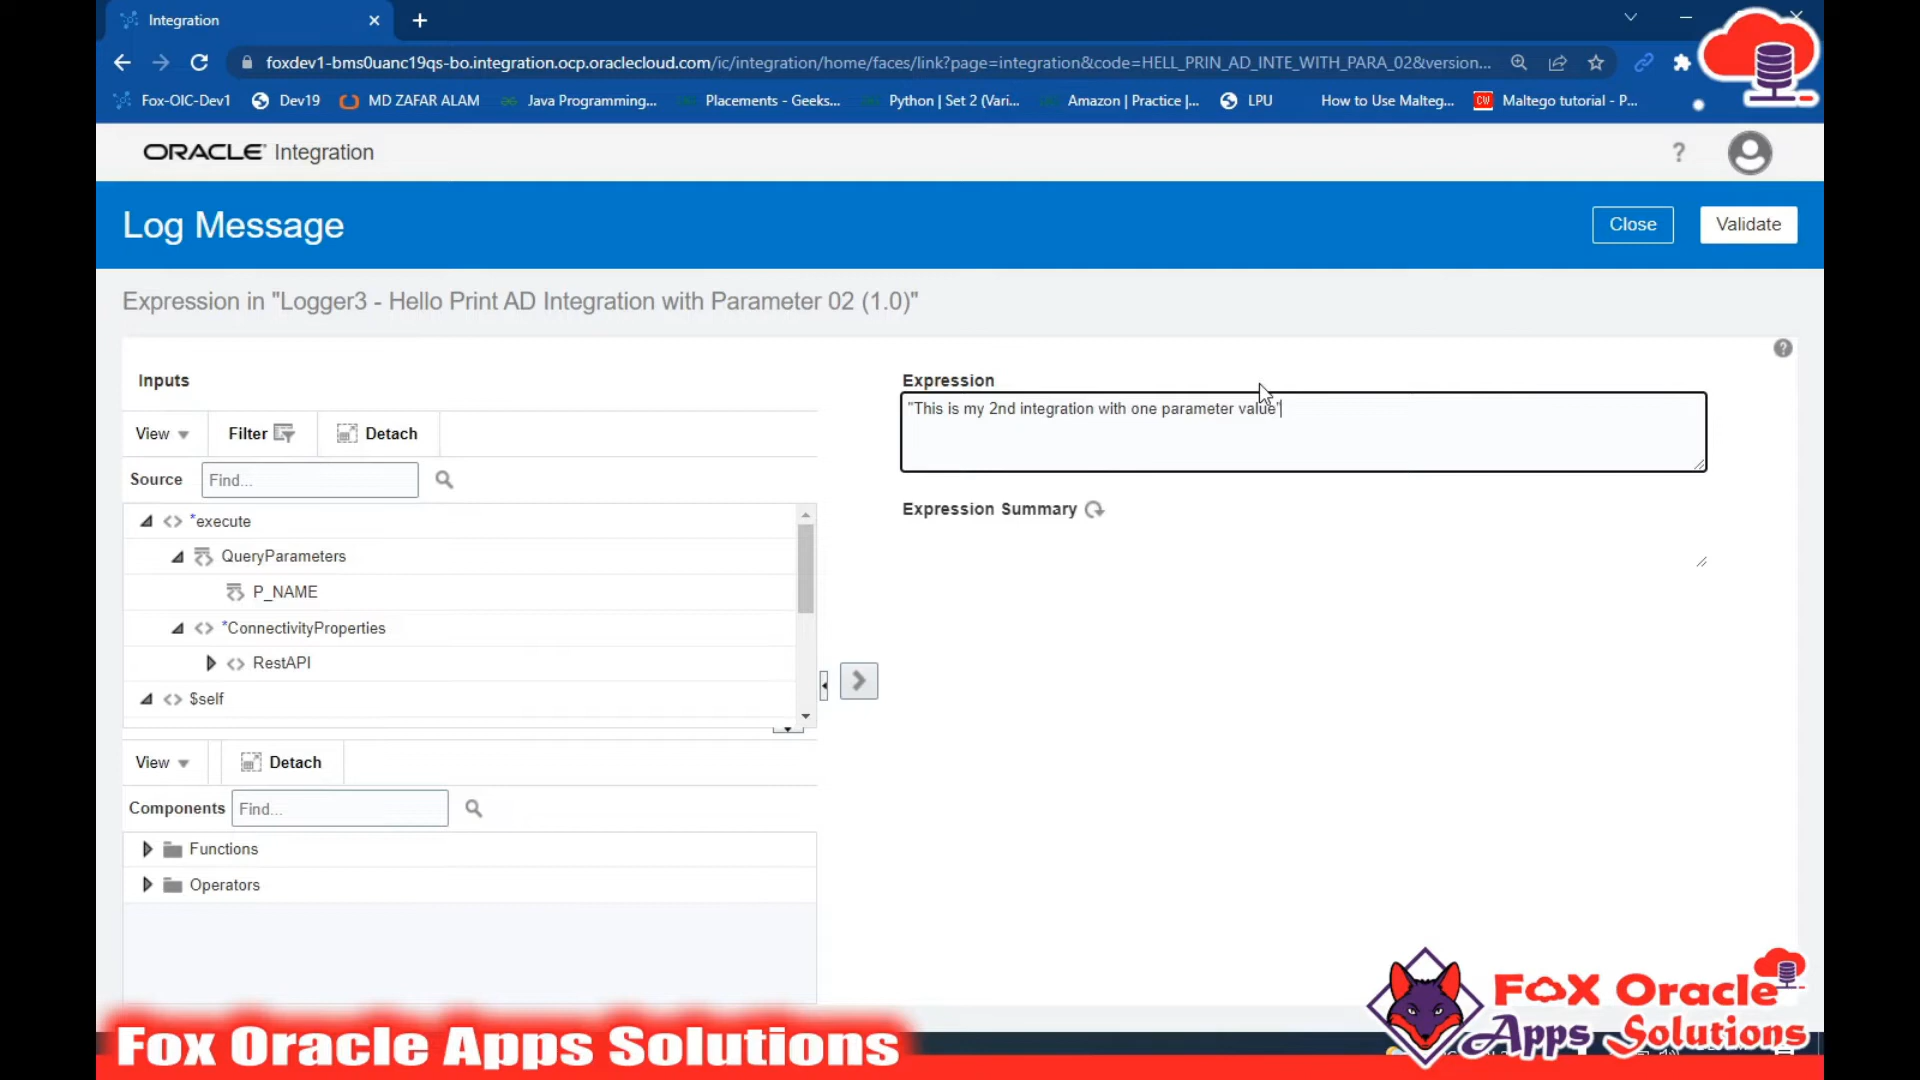 Integration
foxdev1-bms0uanc19qs-bo.integration.ocp.oraclecloud.com/ic/integration/home/faces/link?page=integration&code=HELL_PRIN_AD_INTE_WITH_PARA_02&version...
Fox-OIC-Dev1 Dev19 MD ZAFAR ALAM Java Programming... Placements - Geeks... Python | Set 2 (Vari... Amazon | Practice |... LPU How to Use Malteg... CW Maltego tutorial - P...
ORACLE Integration
Log Message
Close
Validate
Expression in "Logger3 - Hello Print AD Integration with Parameter 02 (1.0)"
Inputs
View Filter Detach
Source Find...
*execute
QueryParameters
P_NAME
*ConnectivityProperties
RestAPI
$self
View Detach
Components Find...
Functions
Operators
Expression
"This is my 2nd integration with one parameter value"
Expression Summary
Fox Oracle Apps Solutions
FoX Oracle
Apps Solutions